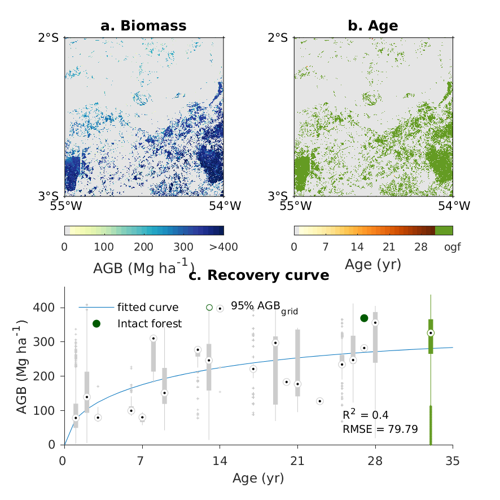 a. Biomass
b. Age
2°S
2°S
3°S
3°S
55°W
54°W
55°W
54°W
0 100 200 300 >400
0 7 14 21 28 ogf
AGB (Mg ha⁻¹)
Age (yr)
c. Recovery curve
400
300
200
100
0
AGB (Mg ha⁻¹)
fitted curve
95% AGB_grid
Intact forest
R² = 0.4
RMSE = 79.79
0 7 14 21 28 35
Age (yr)